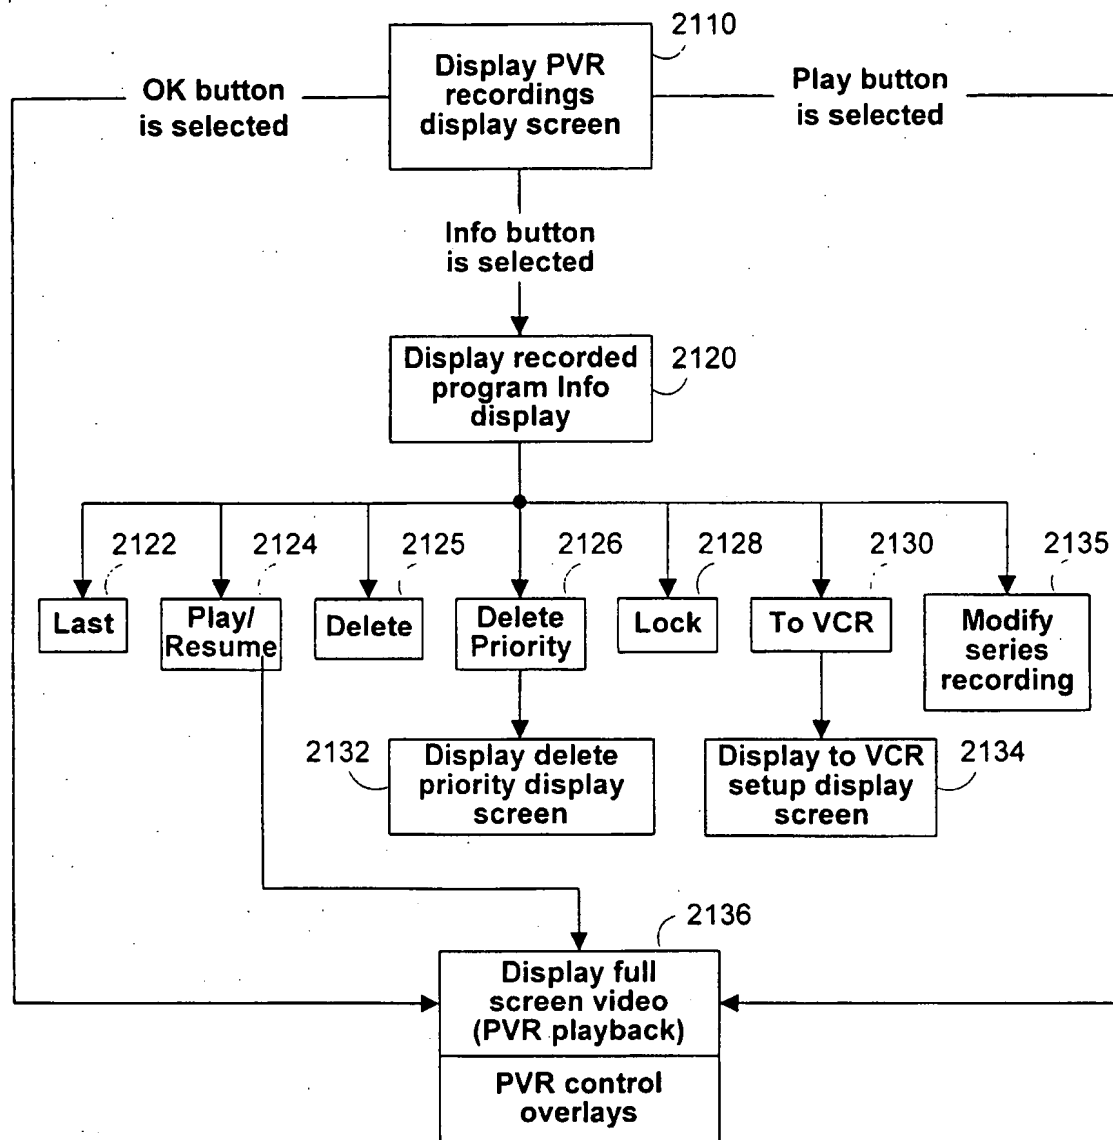 2110
Display PVR
recordings
display screen
OK button
is selected
Play button
is selected
Info button
is selected
Display recorded
program Info
display
2120
2122
2124
2125
2126
2128
2130
2135
Last
Play/
Resume
Delete
Delete
Priority
Lock
To VCR
Modify
series
recording
2132
Display delete
priority display
screen
Display to VCR
setup display
screen
2134
2136
Display full
screen video
(PVR playback)
PVR control
overlays